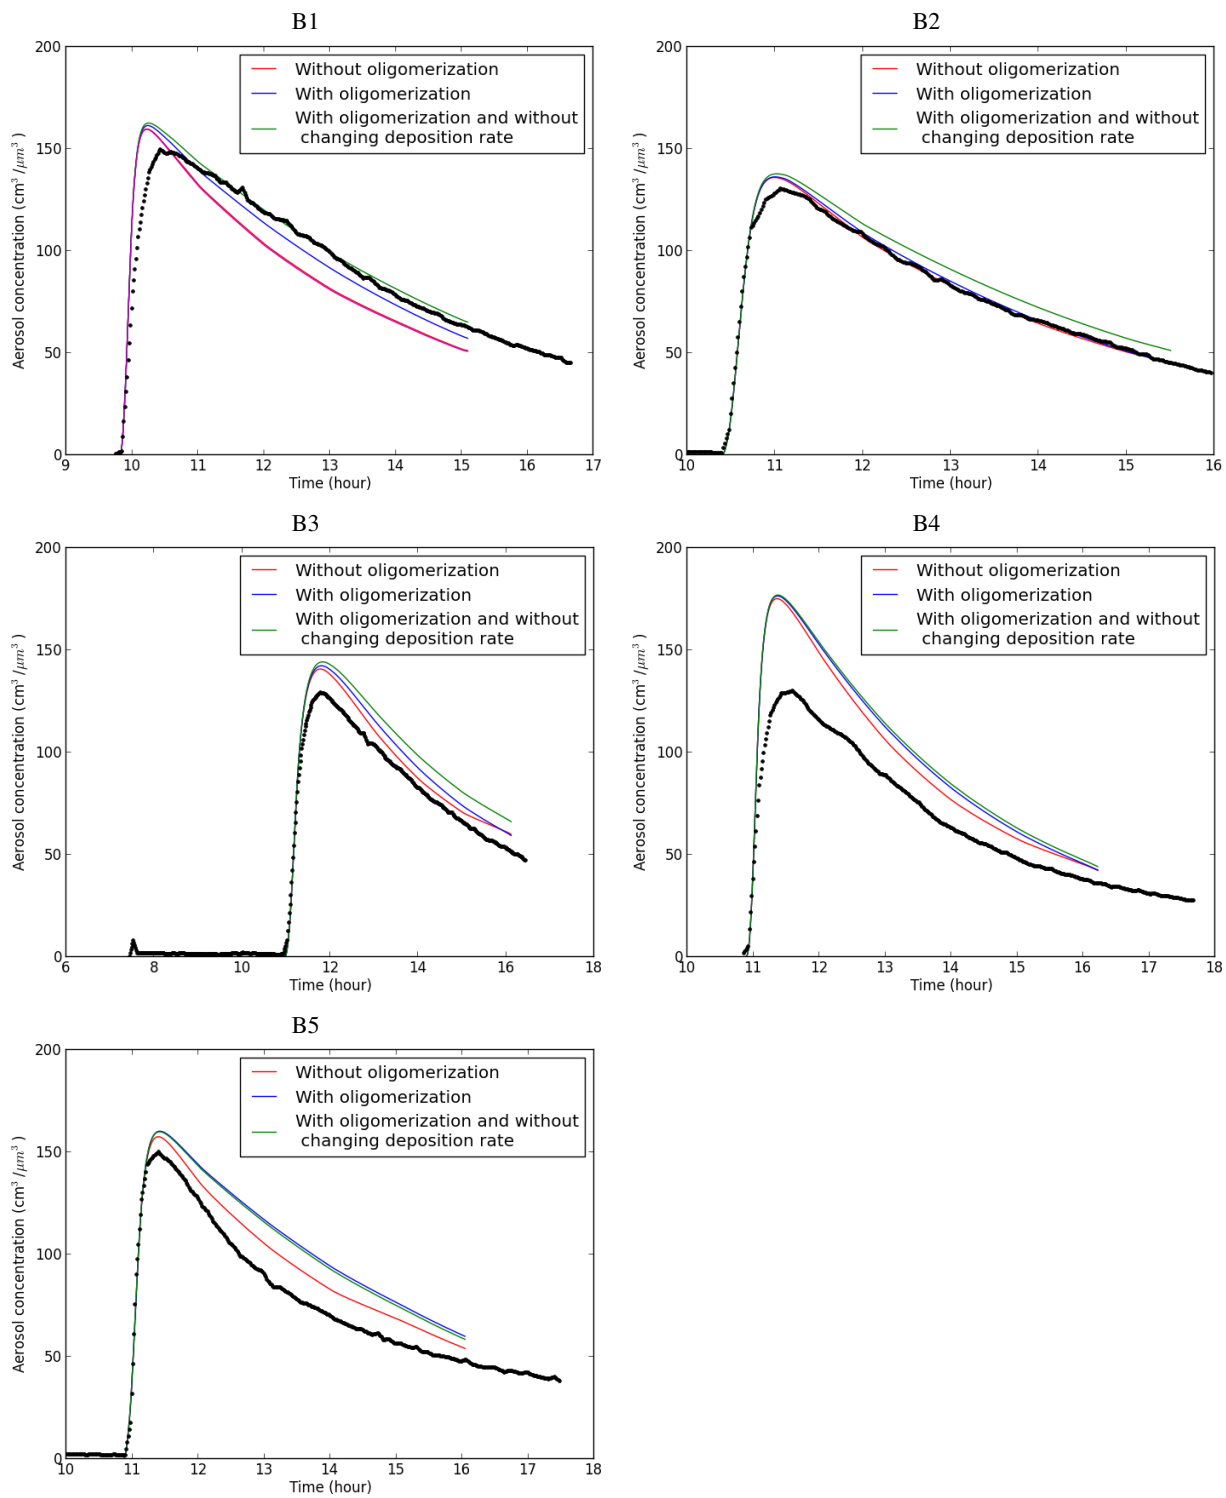 B1
200
150
100
50
0
Aerosol concentration (cm³ /μm³ )
Without oligomerization
With oligomerization
With oligomerization and without
changing deposition rate
9 10 11 12 13 14 15 16 17
Time (hour)
B2
200
150
100
50
0
Aerosol concentration (cm³ /μm³ )
Without oligomerization
With oligomerization
With oligomerization and without
changing deposition rate
10 11 12 13 14 15 16
Time (hour)
B3
200
150
100
50
0
Aerosol concentration (cm³ /μm³ )
Without oligomerization
With oligomerization
With oligomerization and without
changing deposition rate
6 8 10 12 14 16 18
Time (hour)
B4
200
150
100
50
0
Aerosol concentration (cm³ /μm³ )
Without oligomerization
With oligomerization
With oligomerization and without
changing deposition rate
10 11 12 13 14 15 16 17 18
Time (hour)
B5
200
150
100
50
0
Aerosol concentration (cm³ /μm³ )
Without oligomerization
With oligomerization
With oligomerization and without
changing deposition rate
10 11 12 13 14 15 16 17 18
Time (hour)